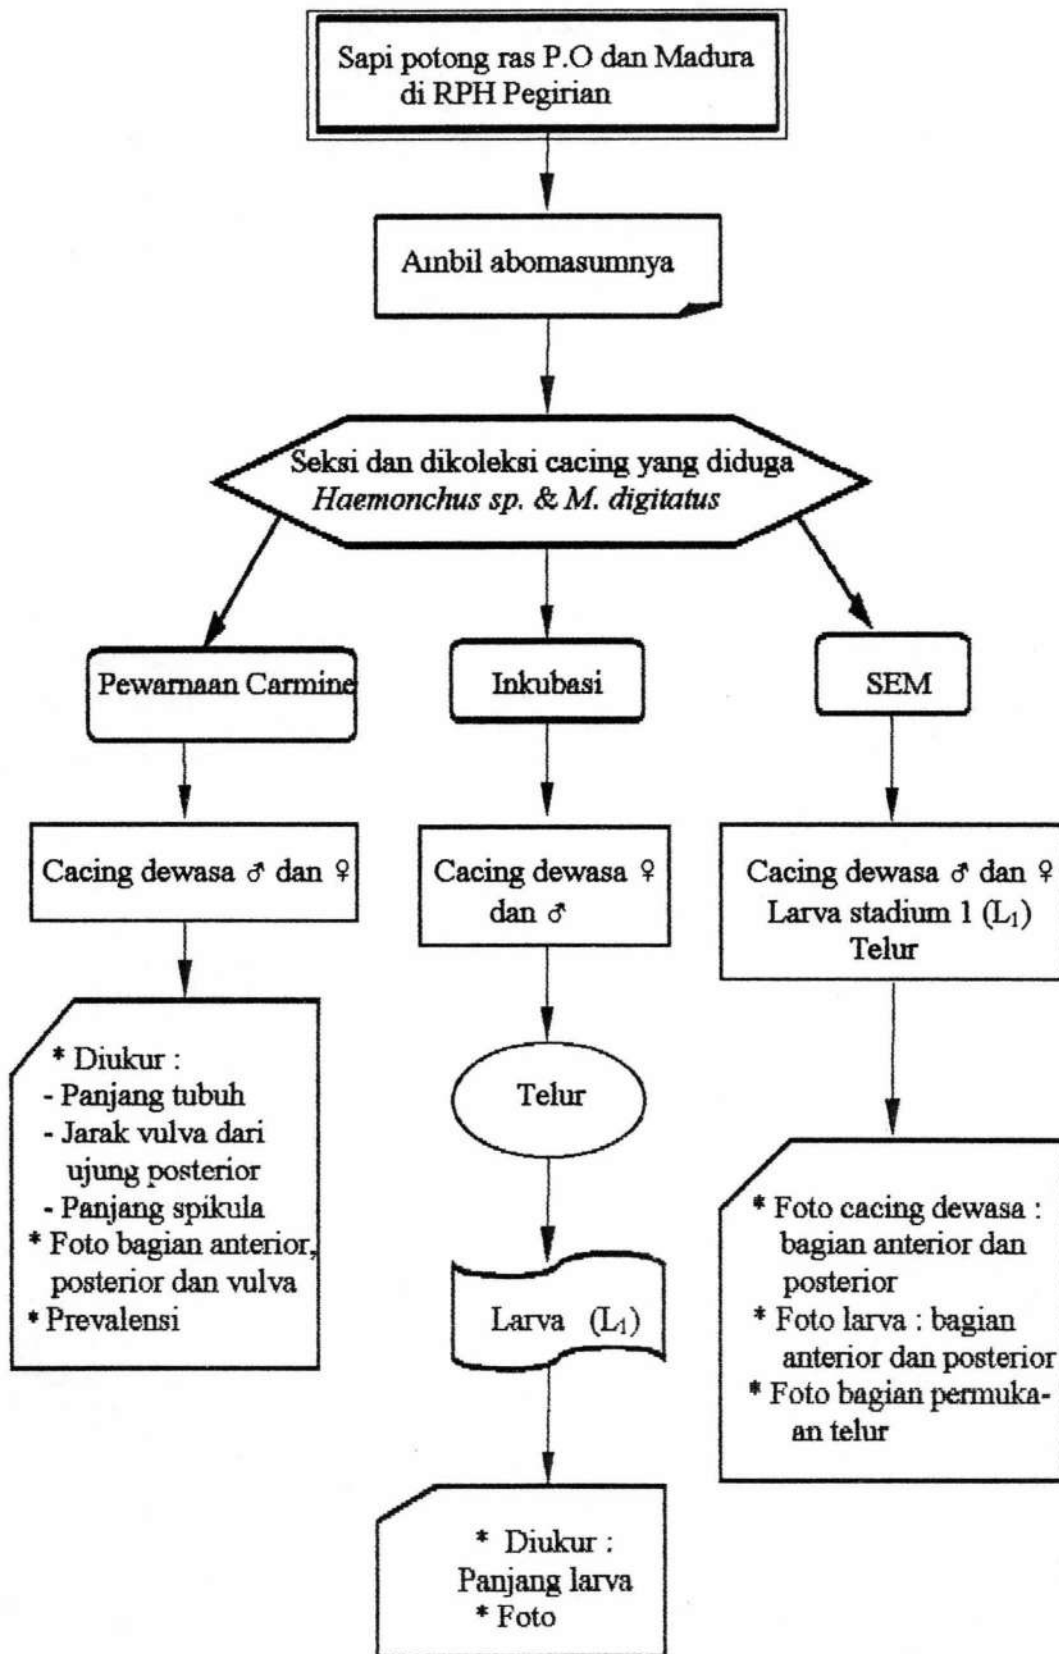 Sapi potong ras P.O dan Madura
di RPH Pegirian
Ambil abomasumnya
Seksi dan dikoleksi cacing yang diduga
Haemonchus sp. & M. digitatus
Pewarnaan Carmine
Inkubasi
SEM
Cacing dewasa ♂ dan ♀
Cacing dewasa ♀
dan ♂
Cacing dewasa ♂ dan ♀
Larva stadium 1 (L₁)
Telur
* Diukur :
- Panjang tubuh
- Jarak vulva dari
ujung posterior
- Panjang spikula
* Foto bagian anterior,
posterior dan vulva
* Prevalensi
Telur
Larva (L₁)
* Diukur :
Panjang larva
* Foto
* Foto cacing dewasa :
bagian anterior dan
posterior
* Foto larva : bagian
anterior dan posterior
* Foto bagian permuka-
an telur